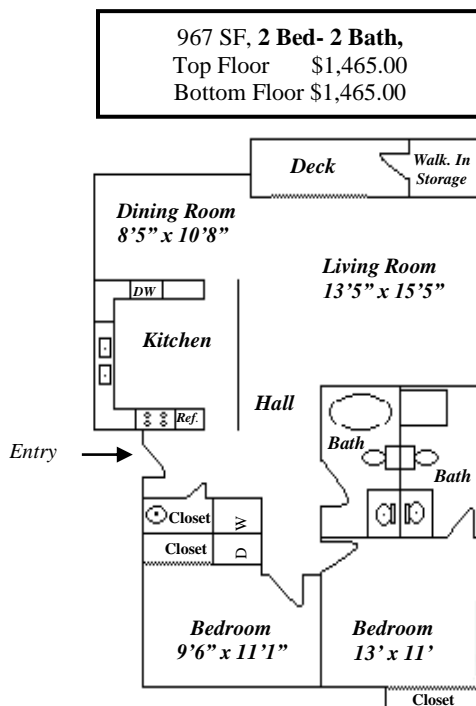 967 SF, 2 Bed- 2 Bath,
Top Floor $1,465.00
Bottom Floor $1,465.00
Deck
Walk. In
Storage
Dining Room
8’5” x 10’8”
Living Room
13’5” x 15’5”
DW
Kitchen
Ref.
Hall
Bath
Bath
Entry
Closet
W
Closet
D
Bedroom
9’6” x 11’1”
Bedroom
13’ x 11’
Closet